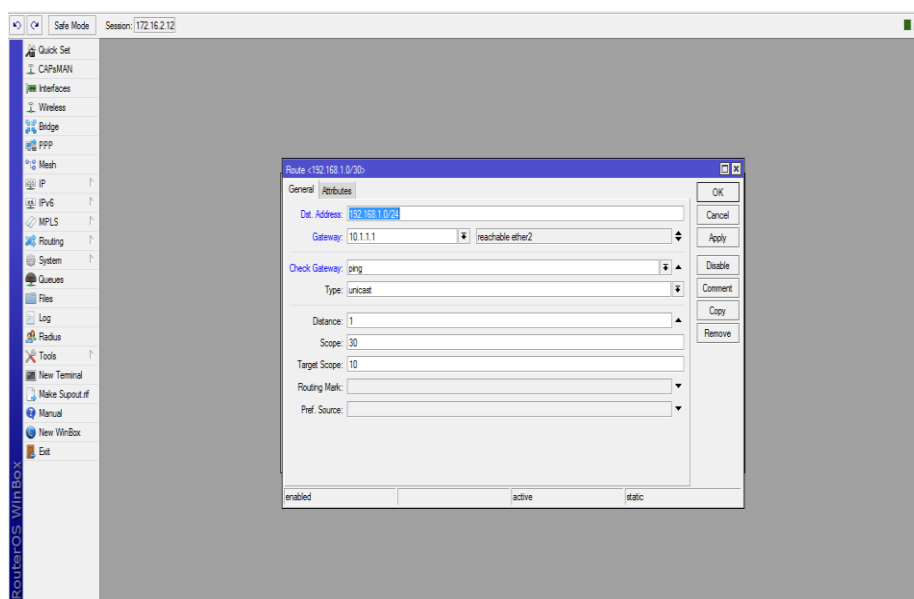 Safe Mode Session: 172.16.2.12
Quick Set
CAPsMAN
Interfaces
Wireless
Bridge
PPP
Mesh
IP
IPv6
MPLS
Routing
System
Queues
Files
Log
Radius
Tools
New Terminal
Make Supout.rif
Manual
New WinBox
Exit
RouterOS WinBox
Route <192.168.1.0/30>
General Attributes
Dst. Address: 192.168.1.0/24
Gateway: 10.1.1.1 reachable ether2
Check Gateway: ping
Type: unicast
Distance: 1
Scope: 30
Target Scope: 10
Routing Mark:
Pref. Source:
OK
Cancel
Apply
Disable
Comment
Copy
Remove
enabled active static